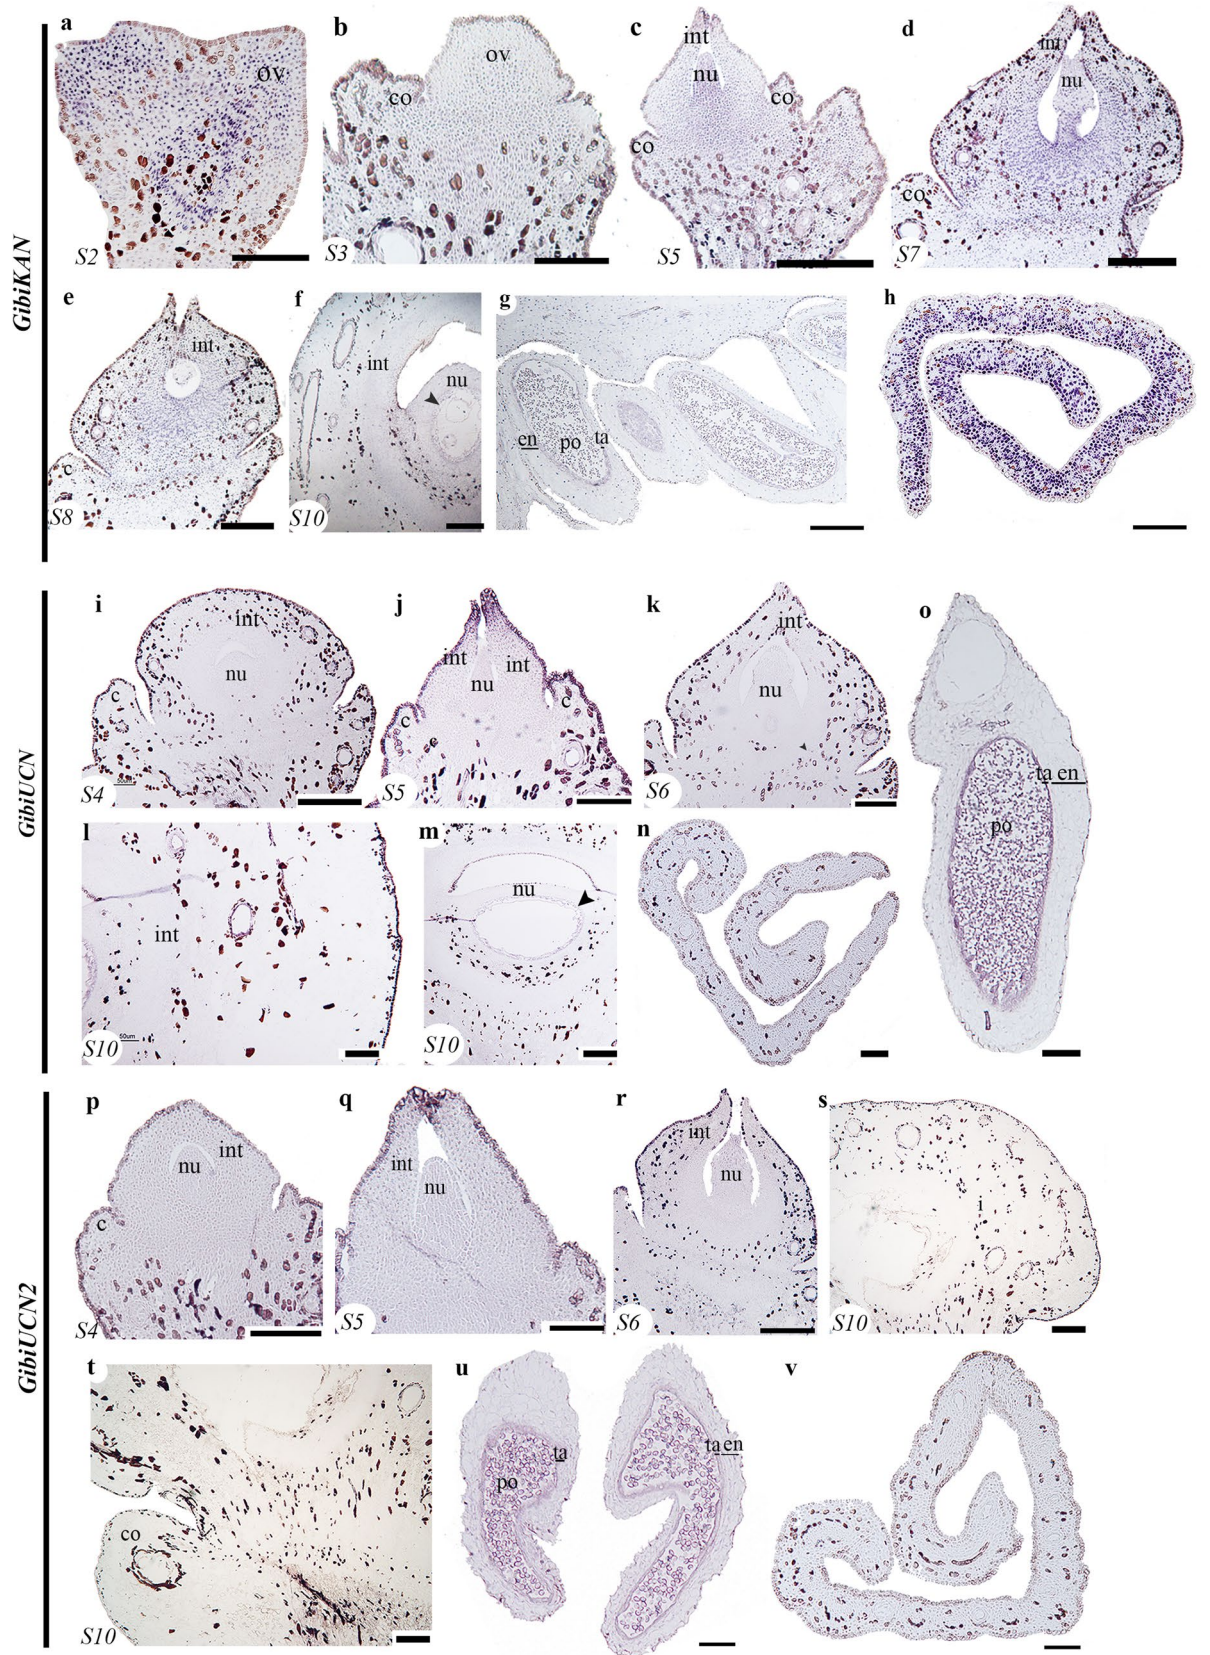 GibiKAN
a
ov
S2
b
ov
co
S3
c
int
nu
co
co
S5
d
int
nu
co
S7
e
int
c
S8
f
int
nu
S10
g
en
po
ta
h
GibiUCN
i
int
nu
c
S4
j
int
int
nu
c
c
S5
k
int
nu
S6
l
int
50um
S10
m
nu
S10
n
o
ta en
po
GibiUCN2
p
int
nu
c
S4
q
int
nu
S5
r
int
nu
S6
s
i
S10
t
co
S10
u
ta
po
ta en
v